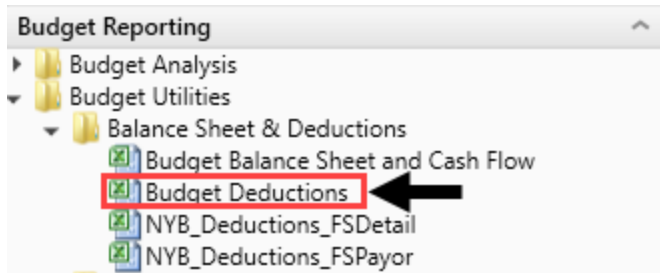 Budget Reporting
Budget Analysis
Budget Utilities
Balance Sheet & Deductions
Budget Balance Sheet and Cash Flow
Budget Deductions
NYB_Deductions_FSDetail
NYB_Deductions_FSPayor